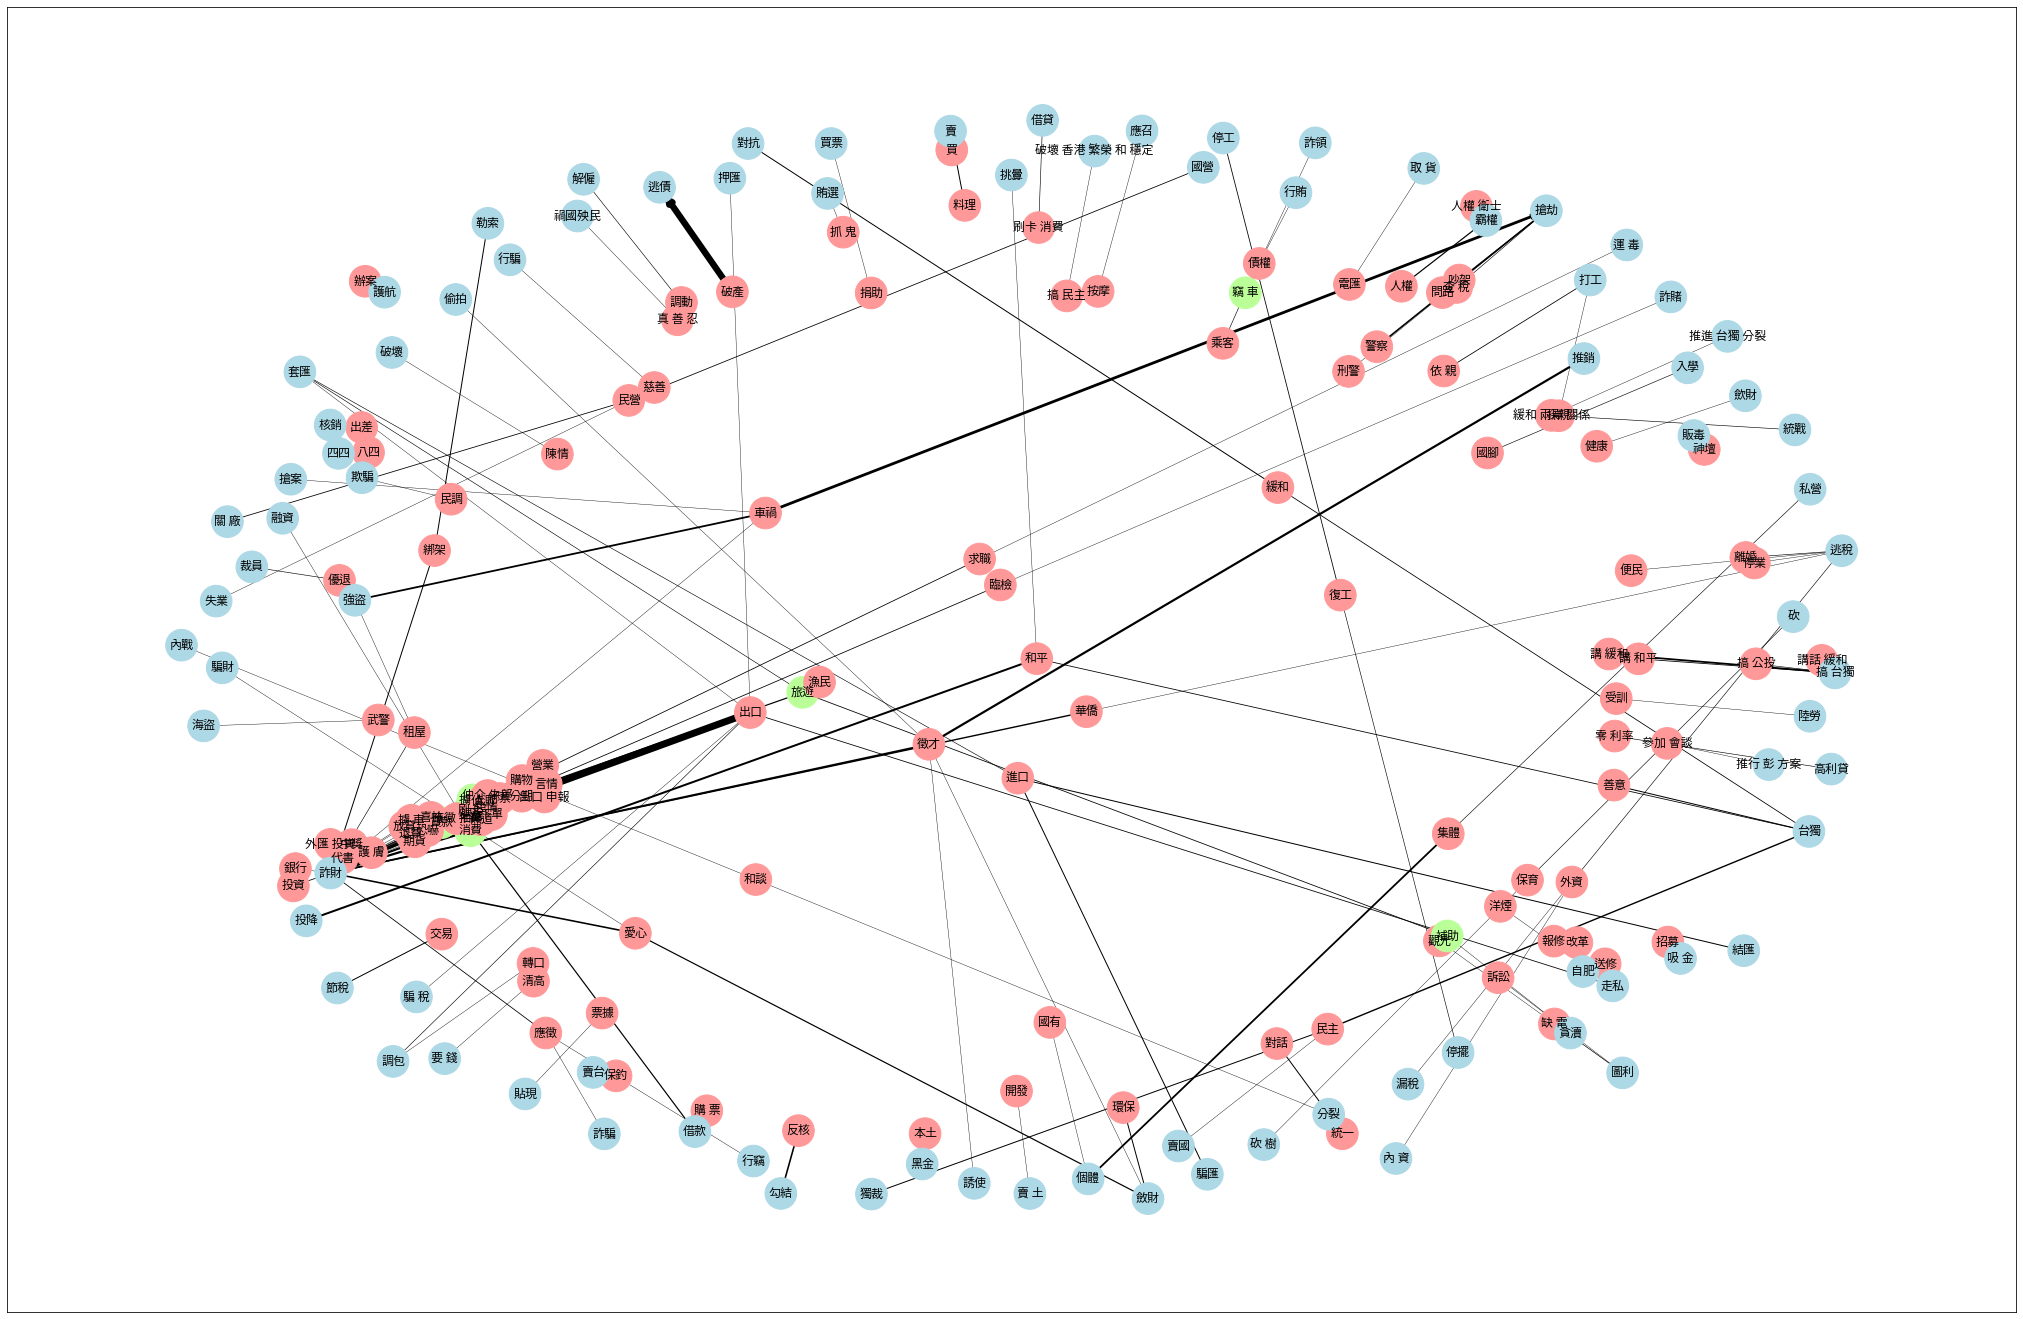 借貸
賣
應召
停工
對抗
買票
破壞 香港 繁榮 和 穩定
詐領
買
國營
取 貨
挑釁
解僱
逃債
押匯
賄選
行賄
料理
人權 衛士
搶劫
禍國殃民
霸權
勒索
刷卡 消費
抓 鬼
運 毒
行騙
債權
辦案
護航
吵架
打工
破產
捐助
搞 民主
按摩
竊 車
電匯
人權
問路
偷拍
調動
詐賭
真 善 忍
推進 台獨 分裂
乘客
警察
破壞
推銷
入學
套匯
刑警
依 親
慈善
歛財
民營
緩和 兩岸 關係
核銷
出差
統戰
販毒
健康
四四
八四
陳情
國腳
神壇
搶案
欺騙
緩和
私營
民調
車禍
關 廠
融資
綁架
逃稅
求職
離婚
停業
裁員
優退
臨檢
便民
強盜
失業
復工
砍
內戰
騙財
和平
講 緩和
講 和平
搞 公投
講話 緩和
搞 台獨
漁民
旅遊
受訓
海盜
武警
租屋
出口
華僑
陸勞
徵才
零 利率
參加 會談
營業
推行 彭 方案
高利貸
購物
言情
進口
善意
消費
台獨
集體
期貨
外匯 投資
護 膚
代書
銀行
詐財
投資
和談
保育
外資
洋煙
投降
交易
愛心
觀光
補助
報修
改革
招募
結匯
吸 金
轉口
清高
節稅
騙 稅
自肥
送修
走私
訴訟
票據
國有
應徵
民主
缺 電
貪瀆
對話
停擺
調包
要 錢
賣台
保釣
圖利
漏稅
貼現
開發
購 票
環保
分裂
詐騙
借款
反核
本土
統一
賣國
砍 樹
行竊
黑金
內 資
騙匯
勾結
獨裁
誘使
賣 土
個體
斂財